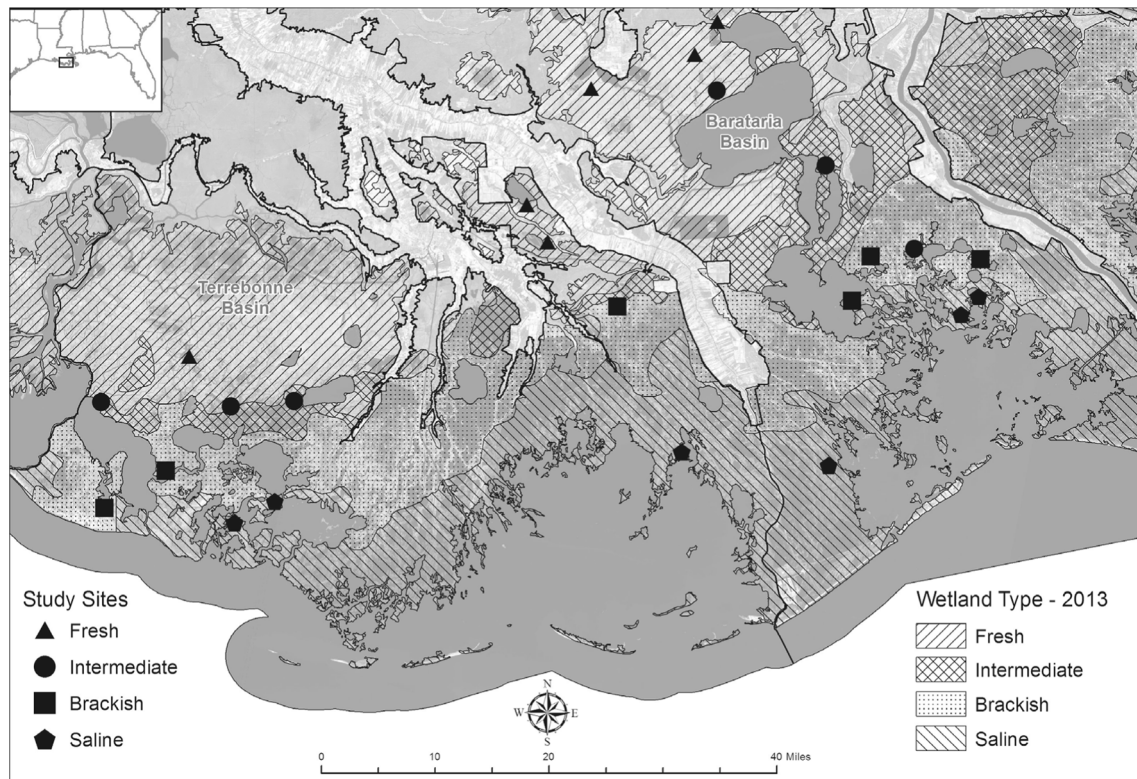 Barataria
Basin
Terrebonne
Basin
Study Sites
Fresh
Intermediate
Brackish
Saline
Wetland Type - 2013
Fresh
Intermediate
Brackish
Saline
N
W E
S
0 10 20 40 Miles